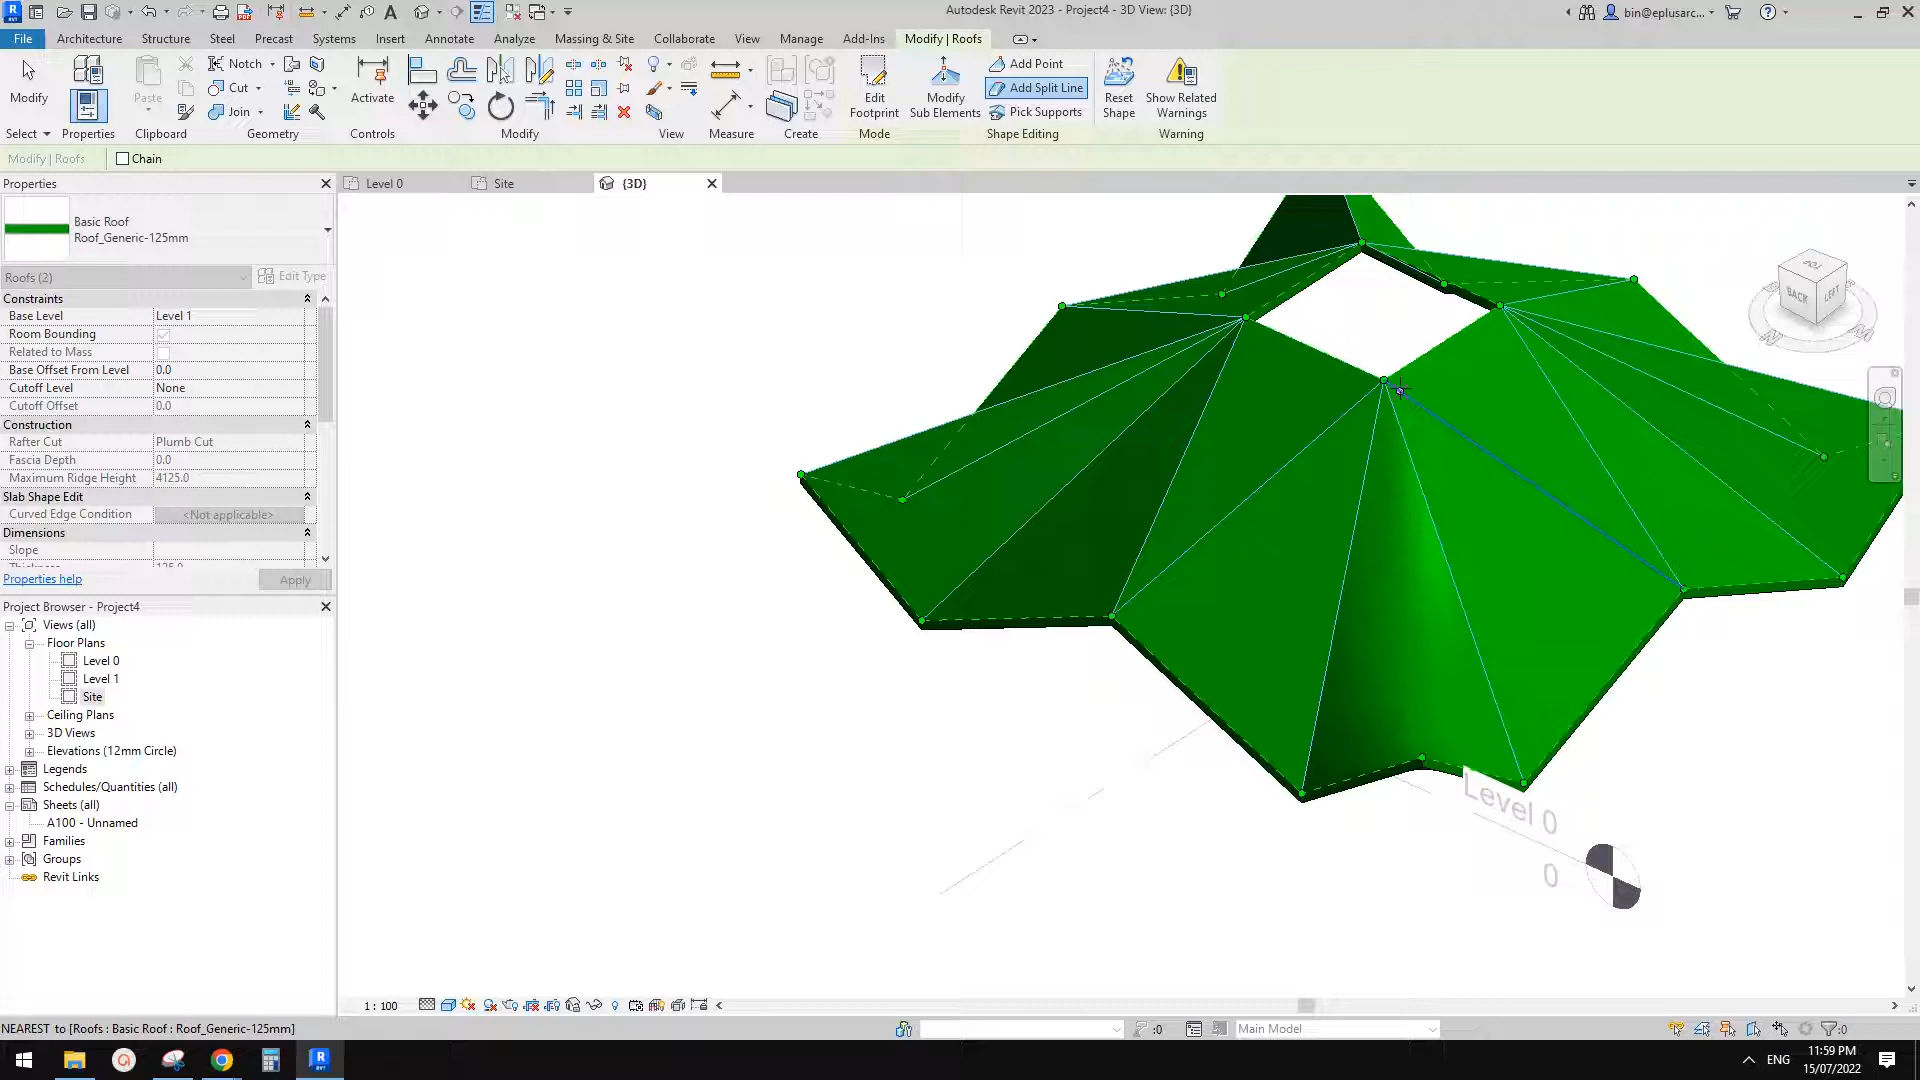 Autodesk Revit 2023 - Project4 - 3D View: {3D}
bin@eplusarc...
File Architecture Structure Steel Precast Systems Insert Annotate Analyze Massing & Site Collaborate View Manage Add-Ins Modify | Roofs
Modify
Paste
Notch
Cut
Join
Activate
Edit Footprint
Modify Sub Elements
Add Point
Add Split Line
Pick Supports
Reset Shape
Show Related Warnings
Select Properties Clipboard Geometry Controls Modify View Measure Create Mode Shape Editing Warning
Modify | Roofs Chain
Properties
Level 0
Site
{3D}
Basic Roof
Roof_Generic-125mm
Roofs (2) Edit Type
Constraints
Base Level Level 1
Room Bounding
Related to Mass
Base Offset From Level 0.0
Cutoff Level None
Cutoff Offset 0.0
Construction
Rafter Cut Plumb Cut
Fascia Depth 0.0
Maximum Ridge Height 4125.0
Slab Shape Edit
Curved Edge Condition <Not applicable>
Dimensions
Slope
Thickness 125.0
Properties help Apply
Project Browser - Project4
Views (all)
Floor Plans
Level 0
Level 1
Site
Ceiling Plans
3D Views
Elevations (12mm Circle)
Legends
Schedules/Quantities (all)
Sheets (all)
A100 - Unnamed
Families
Groups
Revit Links
TOP
BACK
LEFT
Level 0
0
1 : 100
NEAREST to [Roofs : Basic Roof : Roof_Generic-125mm]
:0
Main Model
:0
ENG
11:59 PM
15/07/2022